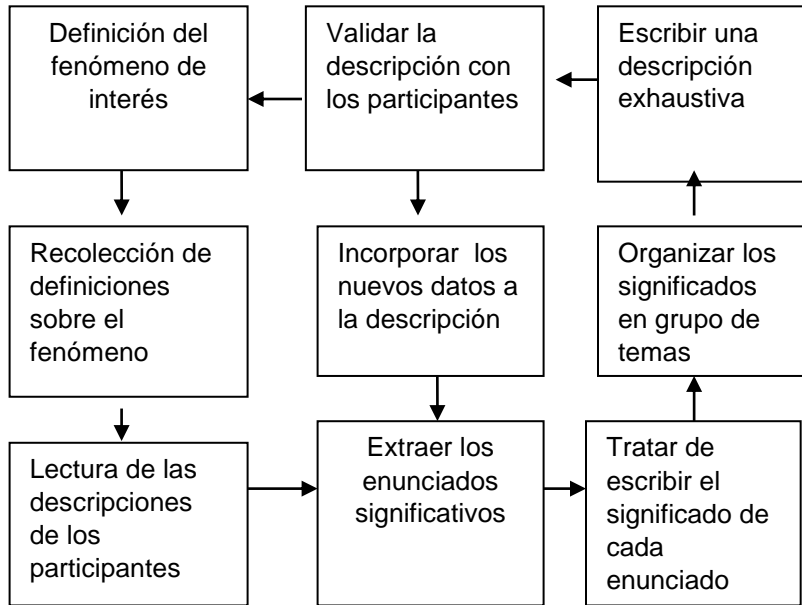 Definición del
fenómeno de
interés
Validar la
descripción con
los participantes
Escribir una
descripción
exhaustiva
Recolección de
definiciones
sobre el
fenómeno
Incorporar los
nuevos datos a
la descripción
Organizar los
significados
en grupo de
temas
Lectura de las
descripciones
de los
participantes
Extraer los
enunciados
significativos
Tratar de
escribir el
significado de
cada
enunciado